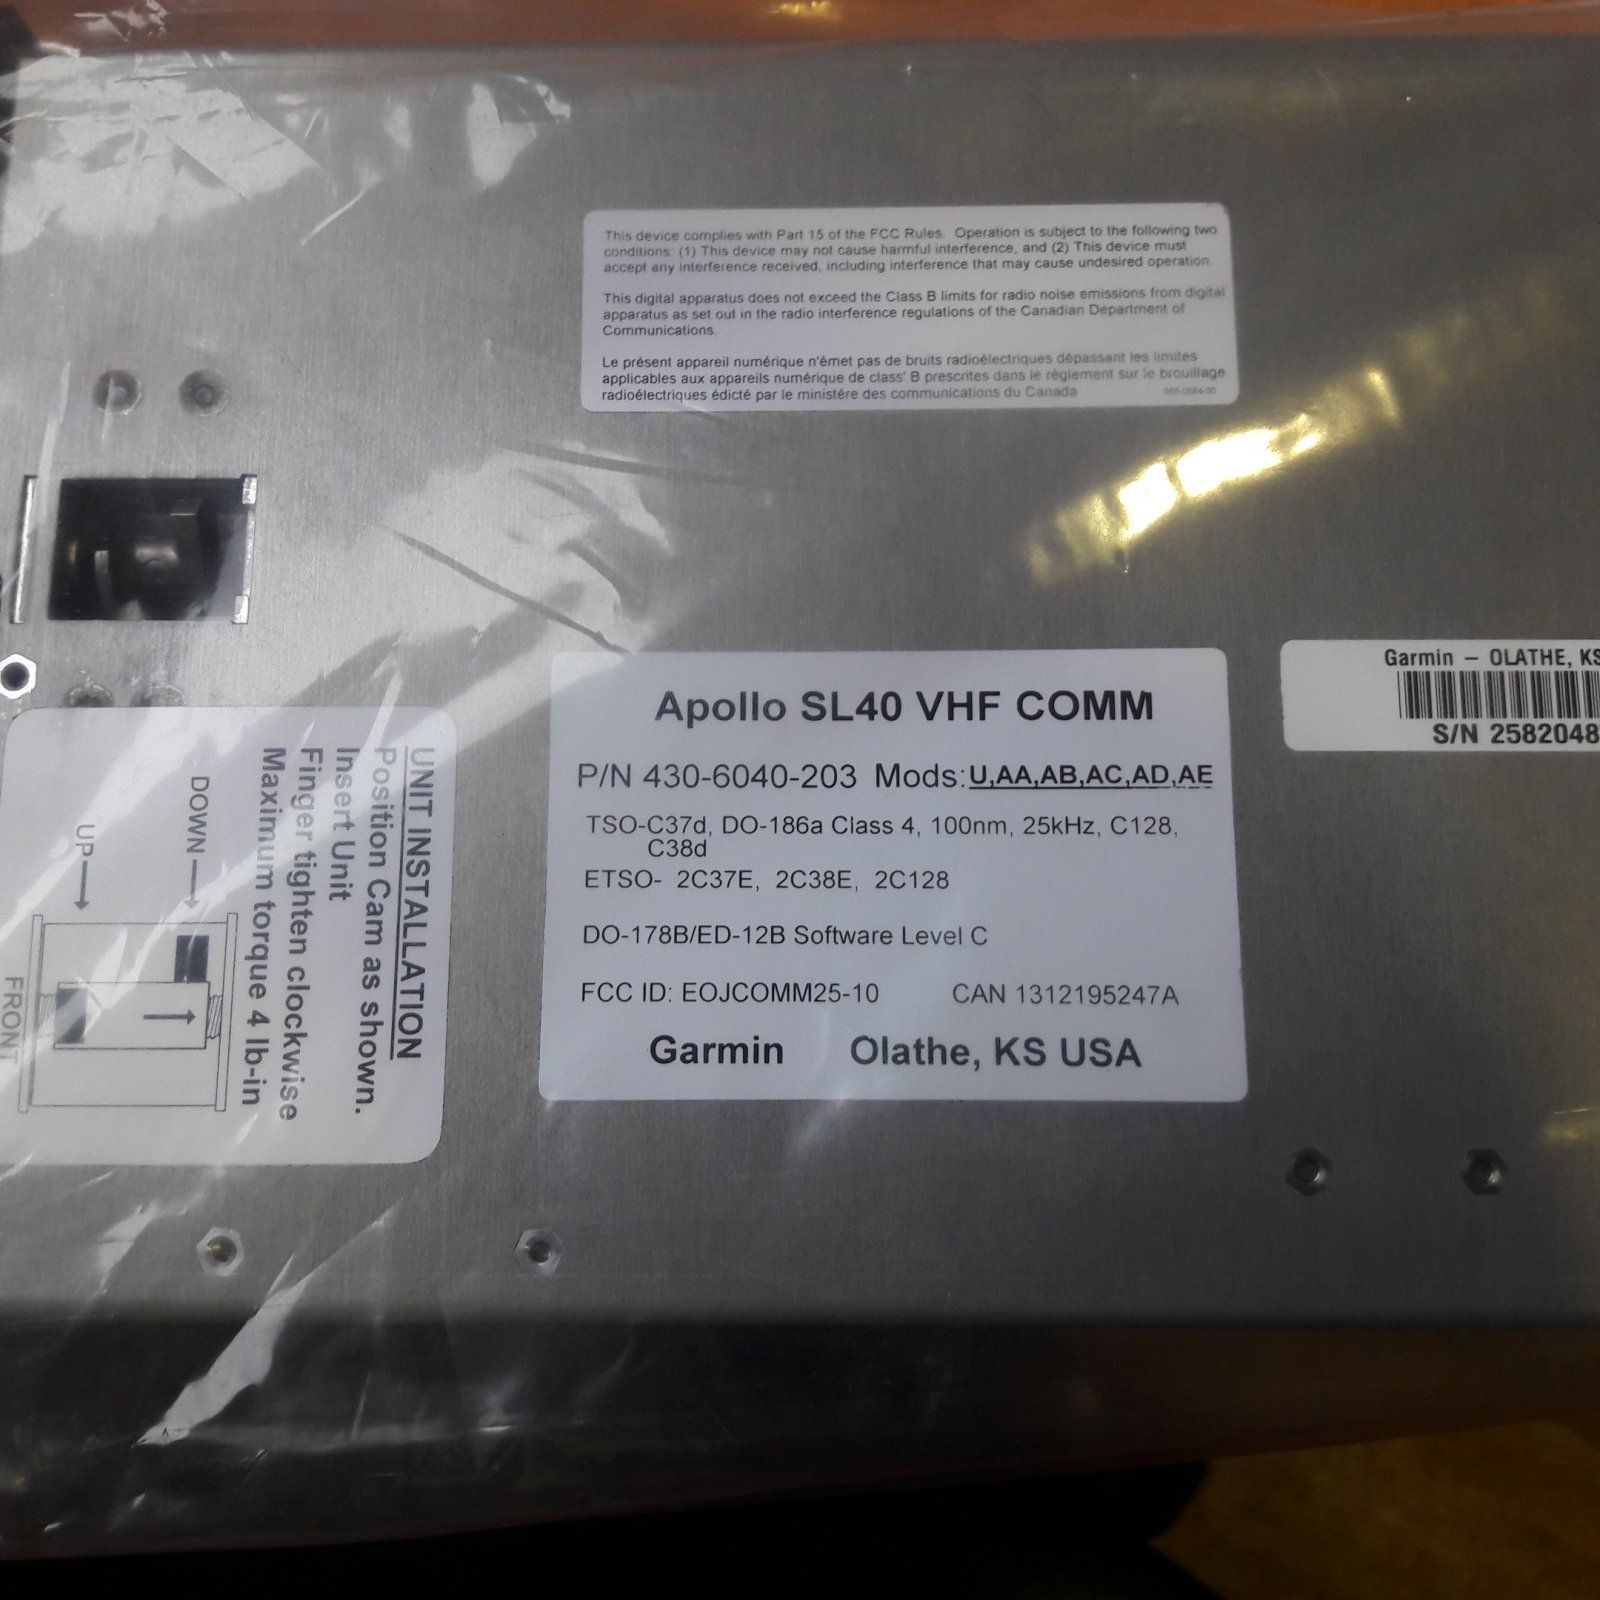 This device complies with Part 15 of the FCC Rules. Operation is subject to the following two
conditions: (1) This device may not cause harmful interference, and (2) This device must
accept any interference received, including interference that may cause undesired operation.
This digital apparatus does not exceed the Class B limits for radio noise emissions from digital
apparatus as set out in the radio interference regulations of the Canadian Department of
Communications.
Le présent appareil numérique n'émet pas de bruits radioélectriques dépassant les limites
applicables aux appareils numérique de class' B prescrites dans le règlement sur le brouillage
radioélectriques édicté par le ministére des communications du Canada
Apollo SL40 VHF COMM
P/N 430-6040-203 Mods: U,AA,AB,AC,AD,AE
TSO-C37d, DO-186a Class 4, 100nm, 25kHz, C128,
C38d
ETSO- 2C37E, 2C38E, 2C128
DO-178B/ED-12B Software Level C
FCC ID: EOJCOMM25-10 CAN 1312195247A
Garmin Olathe, KS USA
Garmin - OLATHE, KS
S/N 2582048
UNIT INSTALLATION
Position Cam as shown.
Insert Unit
Finger tighten clockwise
Maximum torque 4 lb-in
DOWN
UP
FRONT